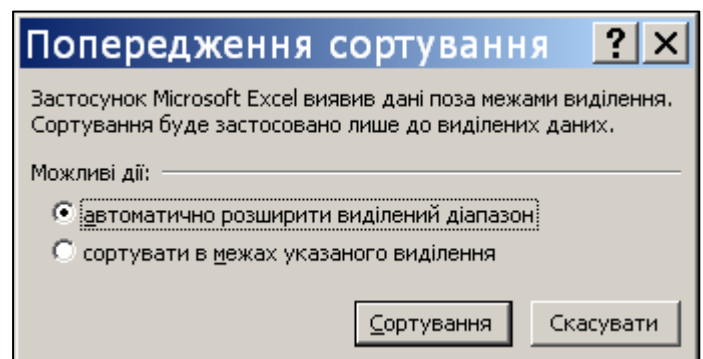 Попередження сортування
Застосунок Microsoft Excel виявив дані поза межами виділення.
Сортування буде застосовано лише до виділених даних.
Можливі дії:
автоматично розширити виділений діапазон
сортувати в межах указаного виділення
Сортування Скасувати